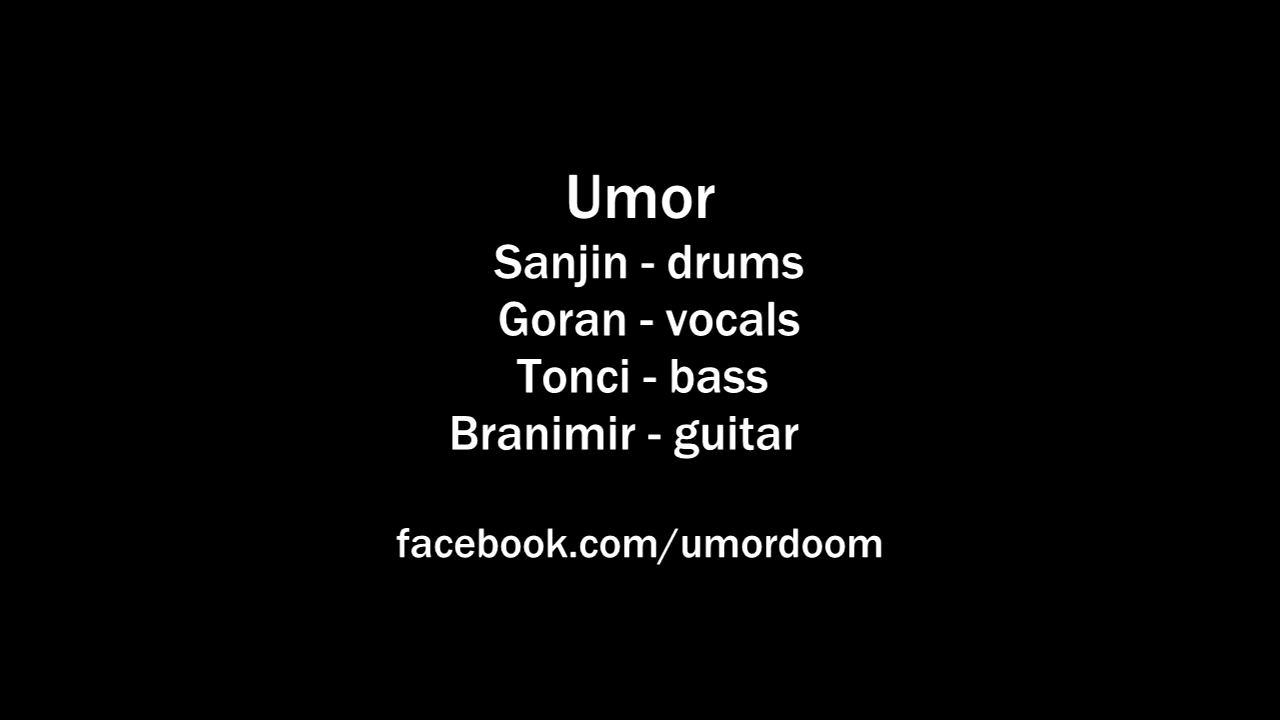 Umor
Sanjin - drums
Goran - vocals
Tonci - bass
Branimir - guitar
facebook.com/umordoom